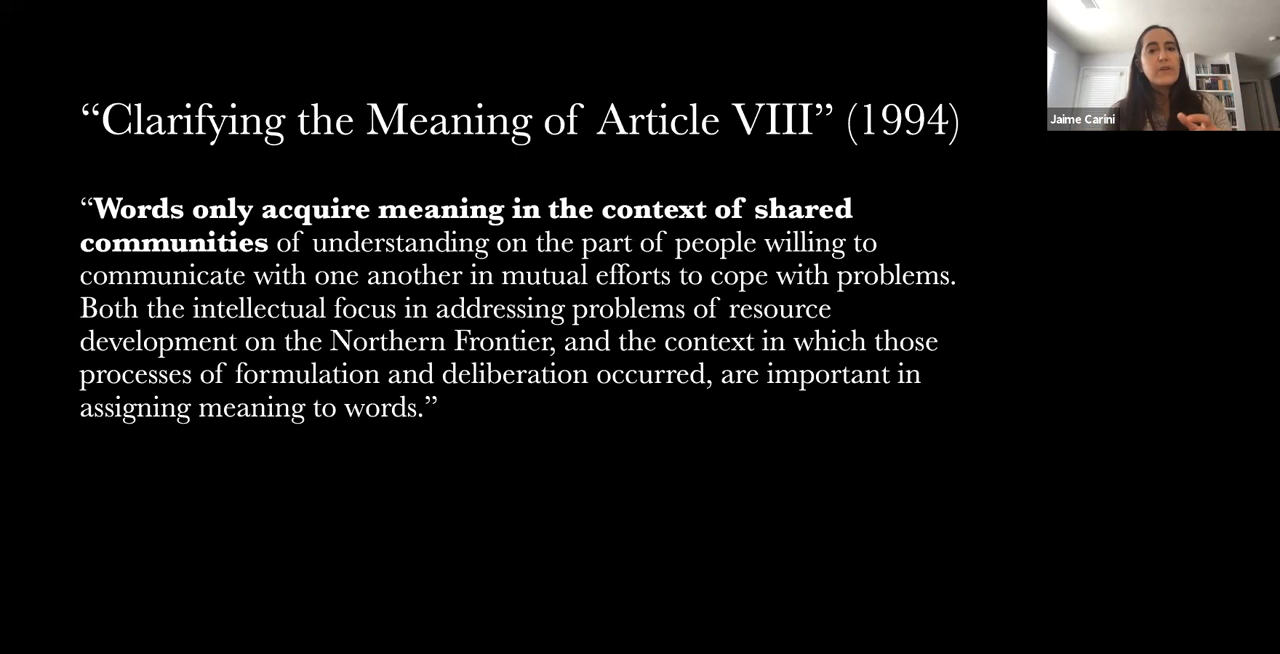 “Clarifying the Meaning of Article VIII” (1994)
“Words only acquire meaning in the context of shared
communities of understanding on the part of people willing to
communicate with one another in mutual efforts to cope with problems.
Both the intellectual focus in addressing problems of resource
development on the Northern Frontier, and the context in which those
processes of formulation and deliberation occurred, are important in
assigning meaning to words.”
Jaime Carini